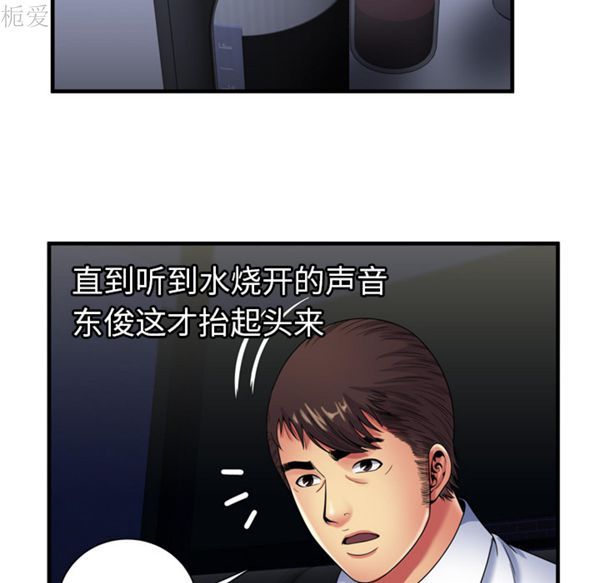 栀爱
直到听到水烧开的声音
东俊这才抬起头来